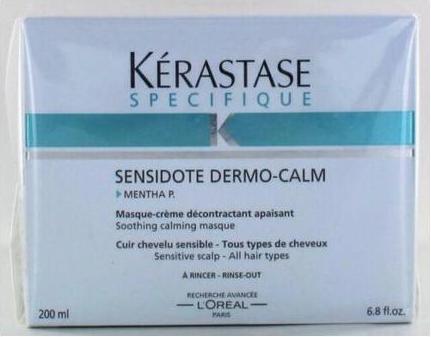 KÉRASTASE
SPECIFIQUE
K
SENSIDOTE DERMO-CALM
MENTHA P.
Masque-crème décontractant apaisant
Soothing calming masque
Cuir chevelu sensible - Tous types de cheveux
Sensitive scalp - All hair types
À RINCER - RINSE-OUT
RECHERCHE AVANCÉE
L'ORÉAL
PARIS
200 ml 6.8 fl.oz.